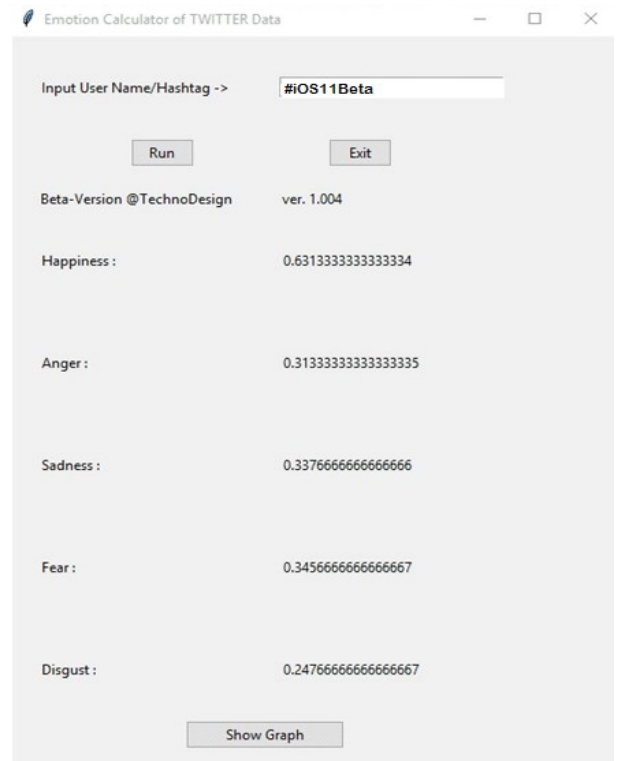 Emotion Calculator of TWITTER Data
Input User Name/Hashtag -> #iOS11Beta
Run Exit
Beta-Version @TechnoDesign ver. 1.004
Happiness : 0.6313333333333334
Anger : 0.31333333333333335
Sadness : 0.3376666666666666
Fear : 0.3456666666666667
Disgust : 0.24766666666666667
Show Graph